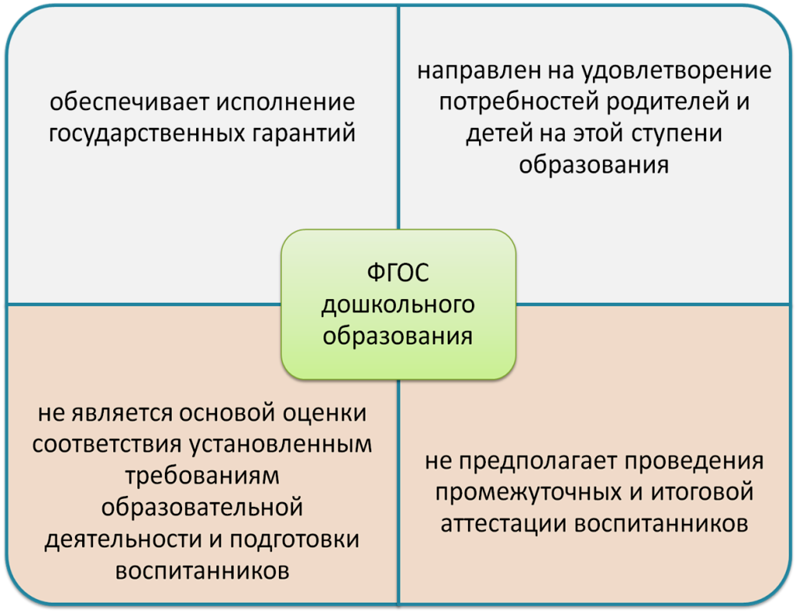 обеспечивает исполнение
государственных гарантий
направлен на удовлетворение
потребностей родителей и
детей на этой ступени
образования
ФГОС
дошкольного
образования
не является основой оценки
соответствия установленным
требованиям
образовательной
деятельности и подготовки
воспитанников
не предполагает проведения
промежуточных и итоговой
аттестации воспитанников